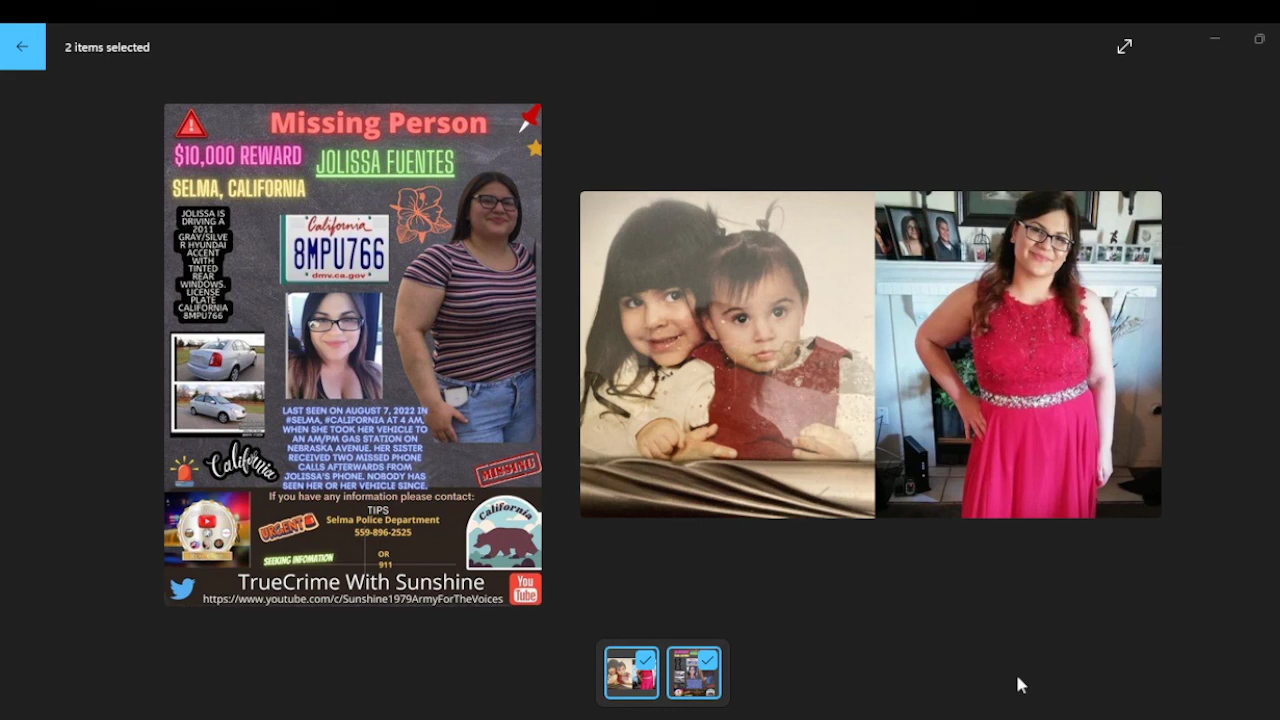 2 items selected
Missing Person
$10,000 REWARD
JOLISSA FUENTES
SELMA, CALIFORNIA
JOLISSA IS
DRIVING A
2011
GRAY/SILVE
R HYUNDAI
ACCENT
WITH
TINTED
REAR
WINDOWS.
LICENSE
PLATE
CALIFORNIA
8MPU766
California
8MPU766
dmv.ca.gov
LAST SEEN ON AUGUST 7, 2022 IN
#SELMA, #CALIFORNIA AT 4 AM,
WHEN SHE TOOK HER VEHICLE TO
AN AM/PM GAS STATION ON
NEBRASKA AVENUE. HER SISTER
RECEIVED TWO MISSED PHONE
CALLS AFTERWARDS FROM
JOLISSA'S PHONE. NOBODY HAS
SEEN HER OR HER VEHICLE SINCE.
California
MISSING
If you have any information please contact:
TIPS
Selma Police Department
559-896-2525
OR
911
URGENT
SEEKING INFOMATION
California
TrueCrime With Sunshine
https://www.youtube.com/c/Sunshine1979ArmyForTheVoices
You
Tube